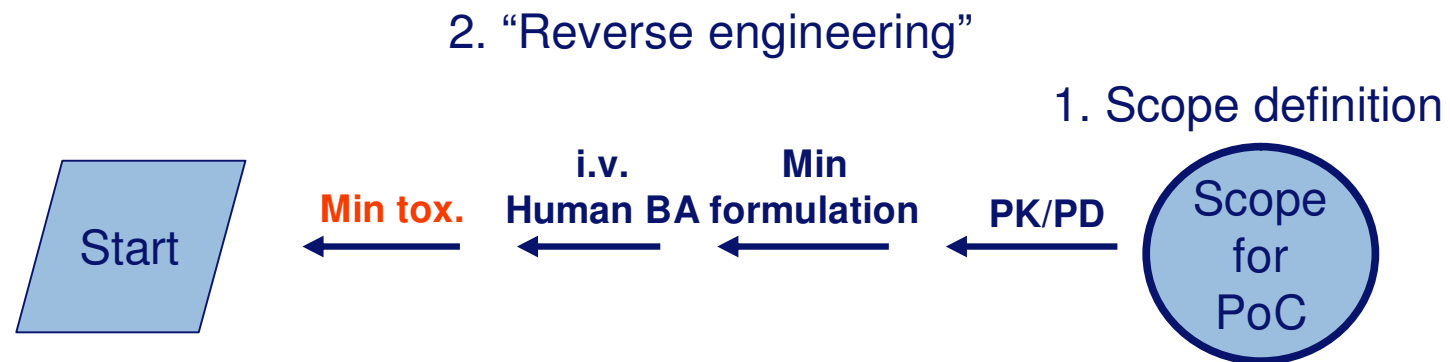 2. “Reverse engineering”
1. Scope definition
i.v. Min
Min tox. Human BA formulation PK/PD
Start
Scope
for
PoC